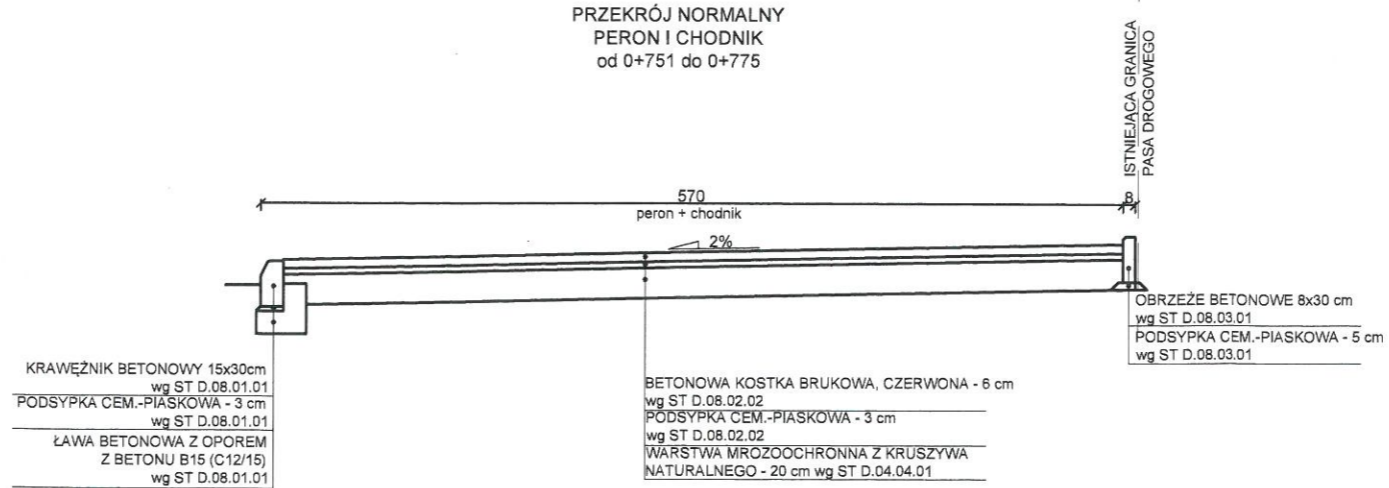 PRZEKRÓJ NORMALNY
PERON I CHODNIK
od 0+751 do 0+775
ISTNIEJĄCA GRANICA
PASA DROGOWEGO
570
8
peron + chodnik
2%
OBRZEŻE BETONOWE 8x30 cm
wg ST D.08.03.01
PODSYPKA CEM.-PIASKOWA - 5 cm
wg ST D.08.03.01
KRAWĘŻNIK BETONOWY 15x30cm
wg ST D.08.01.01
PODSYPKA CEM.-PIASKOWA - 3 cm
wg ST D.08.01.01
ŁAWA BETONOWA Z OPOREM
Z BETONU B15 (C12/15)
wg ST D.08.01.01
BETONOWA KOSTKA BRUKOWA, CZERWONA - 6 cm
wg ST D.08.02.02
PODSYPKA CEM.-PIASKOWA - 3 cm
wg ST D.08.02.02
WARSTWA MROZOOCHRONNA Z KRUSZYWA
NATURALNEGO - 20 cm wg ST D.04.04.01